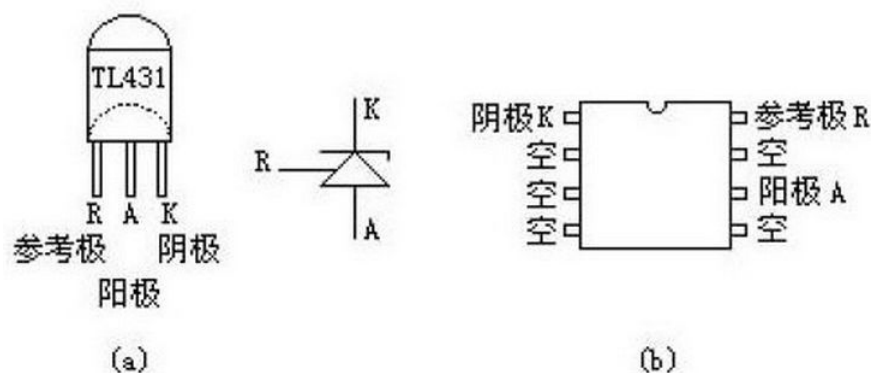 TL431
R A K
参考极 阴极
阳极
(a)
K
R
A
阴极K 参考极R
空 空
空 阳极A
空 空
(b)